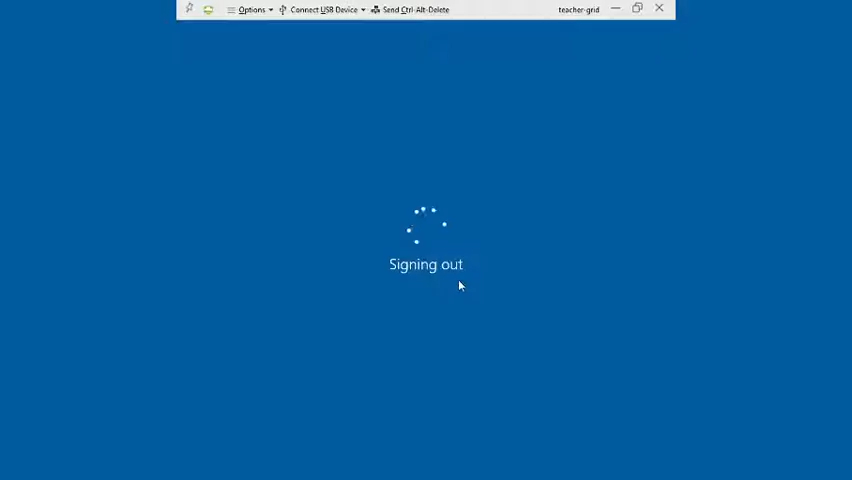 Options Connect USB Device Send Ctrl-Alt-Delete teacher-grid
Signing out